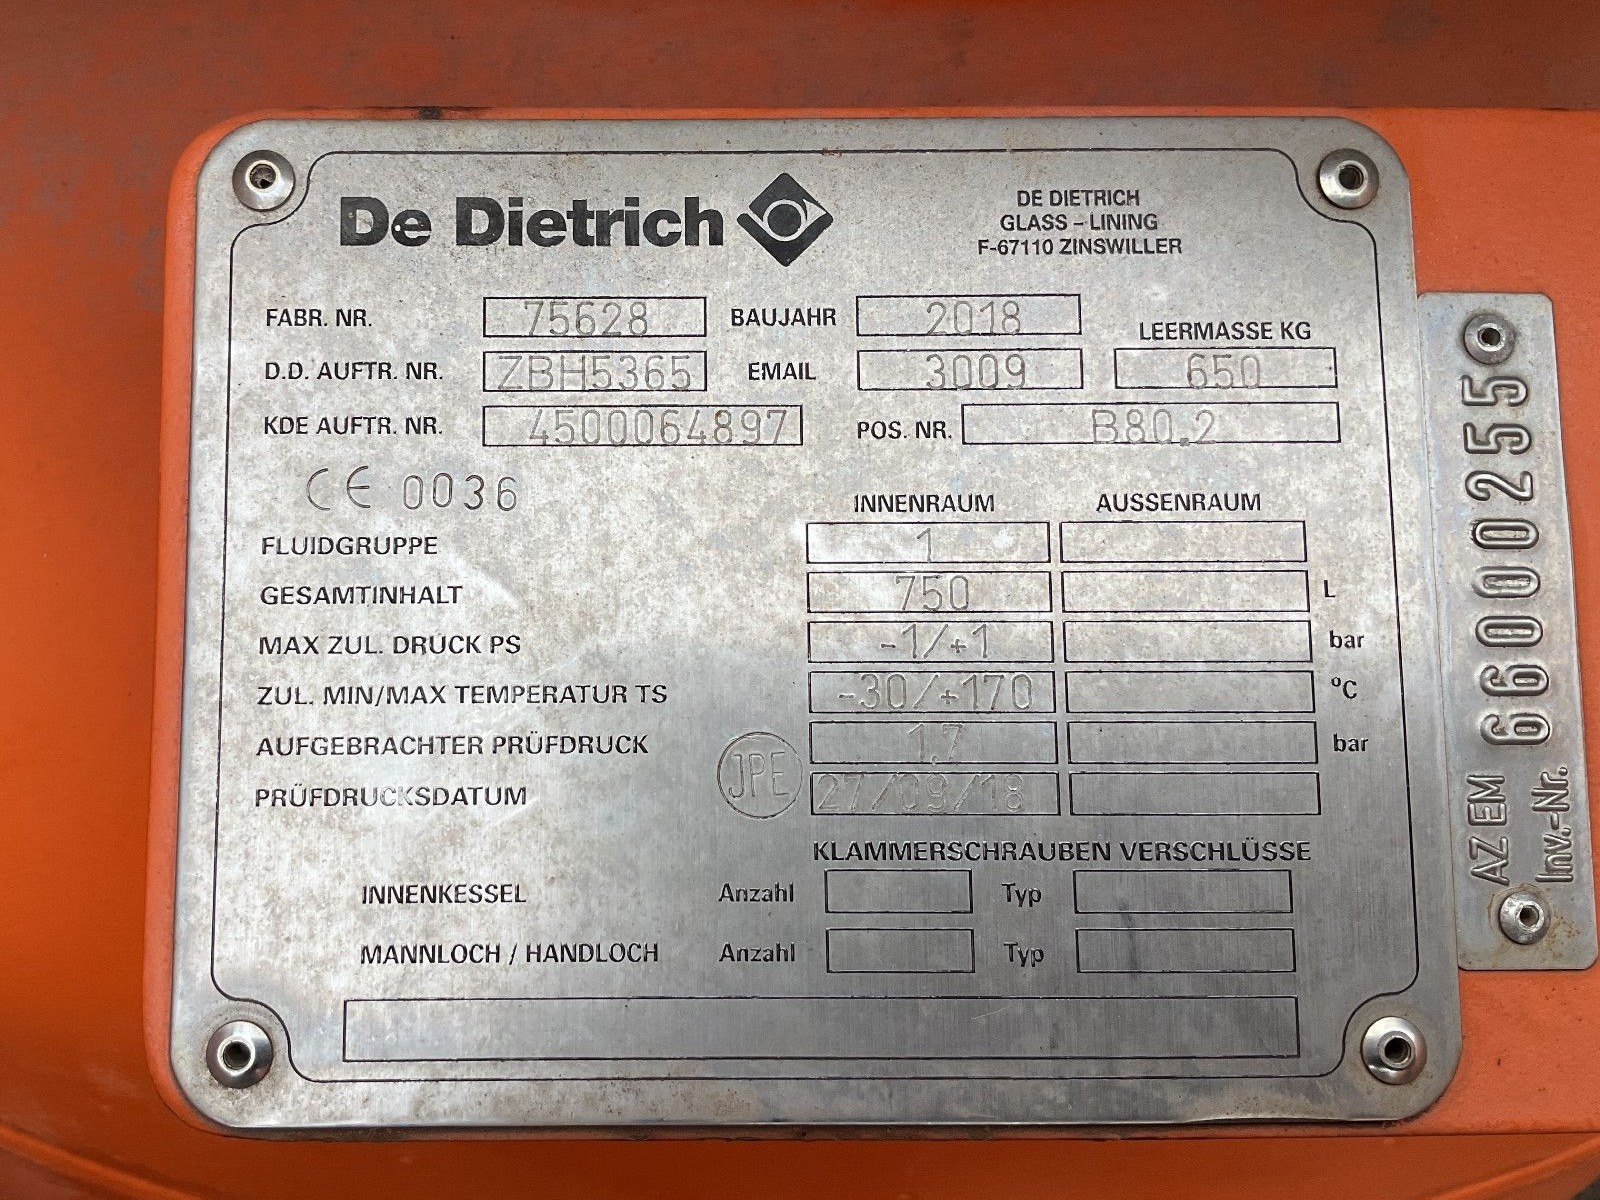 De Dietrich
DE DIETRICH
GLASS – LINING
F-67110 ZINSWILLER
FABR. NR. 75628 BAUJAHR 2018 LEERMASSE KG
D.D. AUFTR. NR. ZBH5365 EMAIL 3009 650
KDE AUFTR. NR. 4500064897 POS. NR. B80.2
CE 0036
INNENRAUM AUSSENRAUM
FLUIDGRUPPE 1
GESAMTINHALT 750 L
MAX ZUL. DRUCK PS -1/+1 bar
ZUL. MIN/MAX TEMPERATUR TS -30/+170 °C
AUFGEBRACHTER PRÜFDRUCK 1,7 bar
PRÜFDRUCKSDATUM JPE 27/09/18
KLAMMERSCHRAUBEN VERSCHLÜSSE
INNENKESSEL Anzahl Typ
MANNLOCH / HANDLOCH Anzahl Typ
AZ EM 66000255
Inv.-Nr.